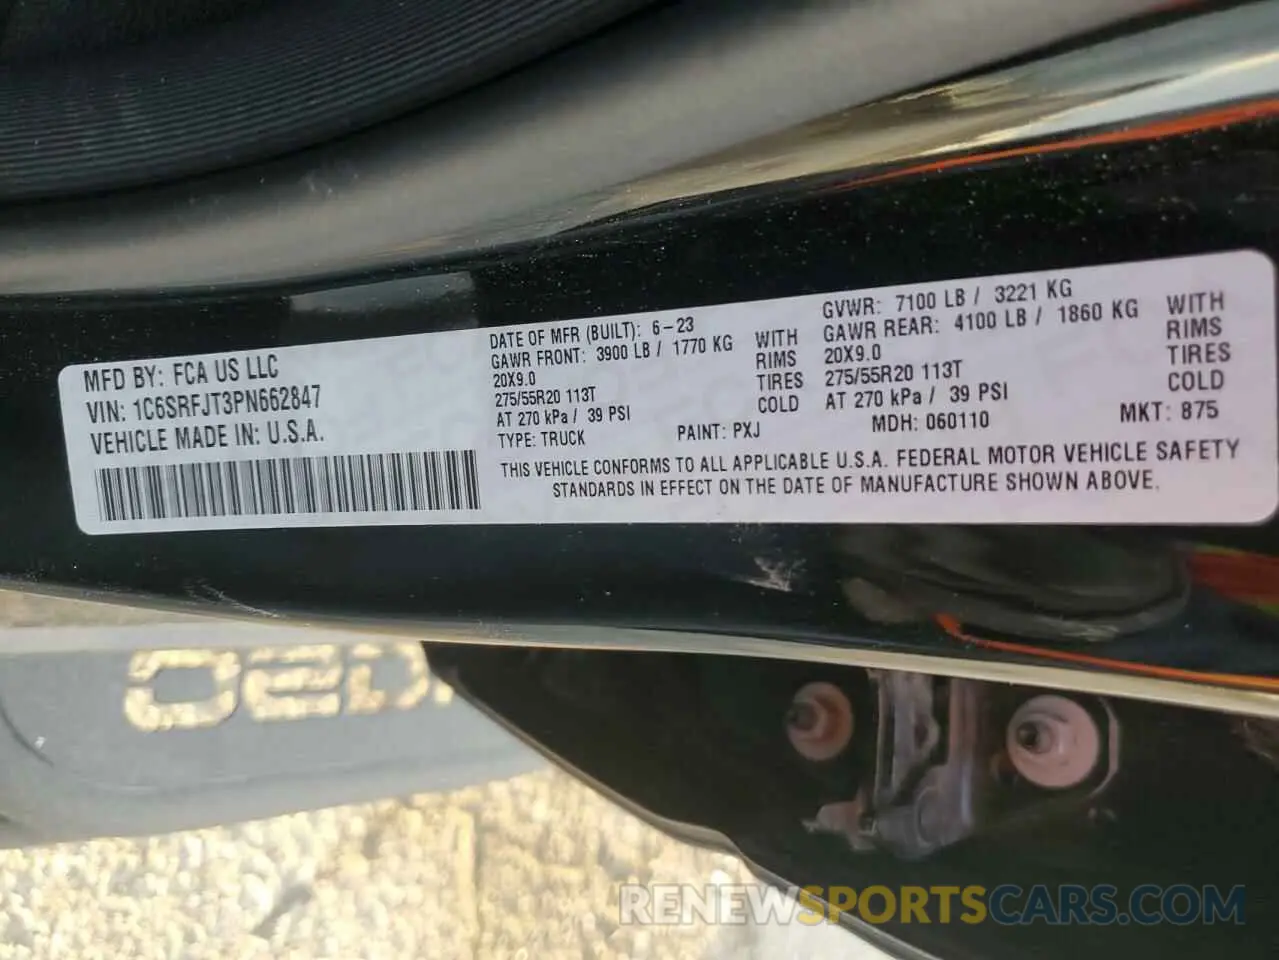 MFD BY: FCA US LLC
VIN: 1C6SRFJT3PN662847
VEHICLE MADE IN: U.S.A.
DATE OF MFR (BUILT): 6-23
GAWR FRONT: 3900 LB / 1770 KG WITH
20X9.0 RIMS
275/55R20 113T TIRES
AT 270 kPa / 39 PSI COLD
TYPE: TRUCK PAINT: PXJ
GVWR: 7100 LB / 3221 KG
GAWR REAR: 4100 LB / 1860 KG WITH
20X9.0 RIMS
275/55R20 113T TIRES
AT 270 kPa / 39 PSI COLD
MDH: 060110 MKT: 875
THIS VEHICLE CONFORMS TO ALL APPLICABLE U.S.A. FEDERAL MOTOR VEHICLE SAFETY
STANDARDS IN EFFECT ON THE DATE OF MANUFACTURE SHOWN ABOVE.
RENEWSPORTSCARS.COM